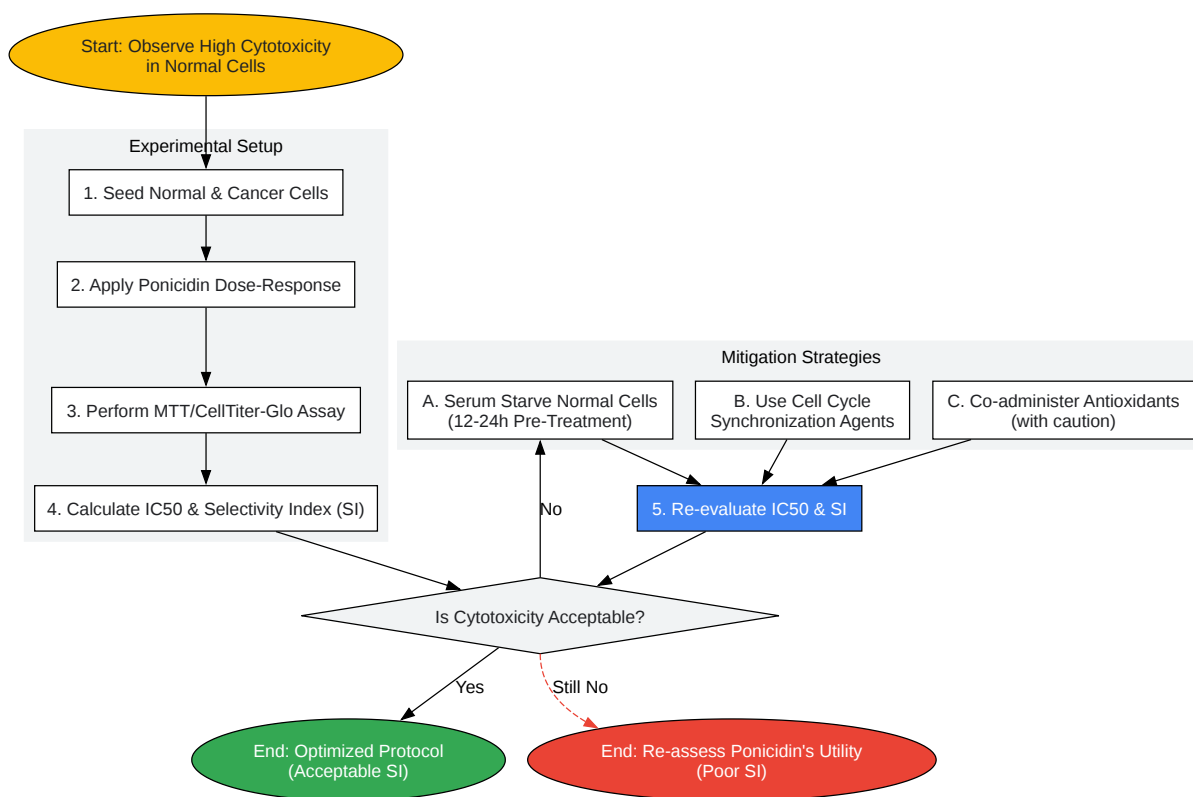 Start: Observe High Cytotoxicity
in Normal Cells
Experimental Setup
1. Seed Normal & Cancer Cells
2. Apply Ponicidin Dose-Response
3. Perform MTT/CellTiter-Glo Assay
4. Calculate IC50 & Selectivity Index (SI)
Mitigation Strategies
A. Serum Starve Normal Cells
(12-24h Pre-Treatment)
B. Use Cell Cycle
Synchronization Agents
C. Co-administer Antioxidants
(with caution)
No
5. Re-evaluate IC50 & SI
Is Cytotoxicity Acceptable?
Yes
Still No
End: Optimized Protocol
(Acceptable SI)
End: Re-assess Ponicidin's Utility
(Poor SI)